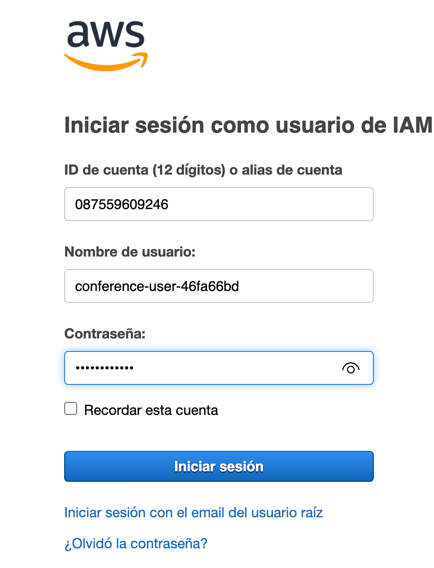 aws
Iniciar sesión como usuario de IAM
ID de cuenta (12 dígitos) o alias de cuenta
087559609246
Nombre de usuario:
conference-user-46fa66bd
Contraseña:
••••••••••••
Recordar esta cuenta
Iniciar sesión
Iniciar sesión con el email del usuario raíz
¿Olvidó la contraseña?